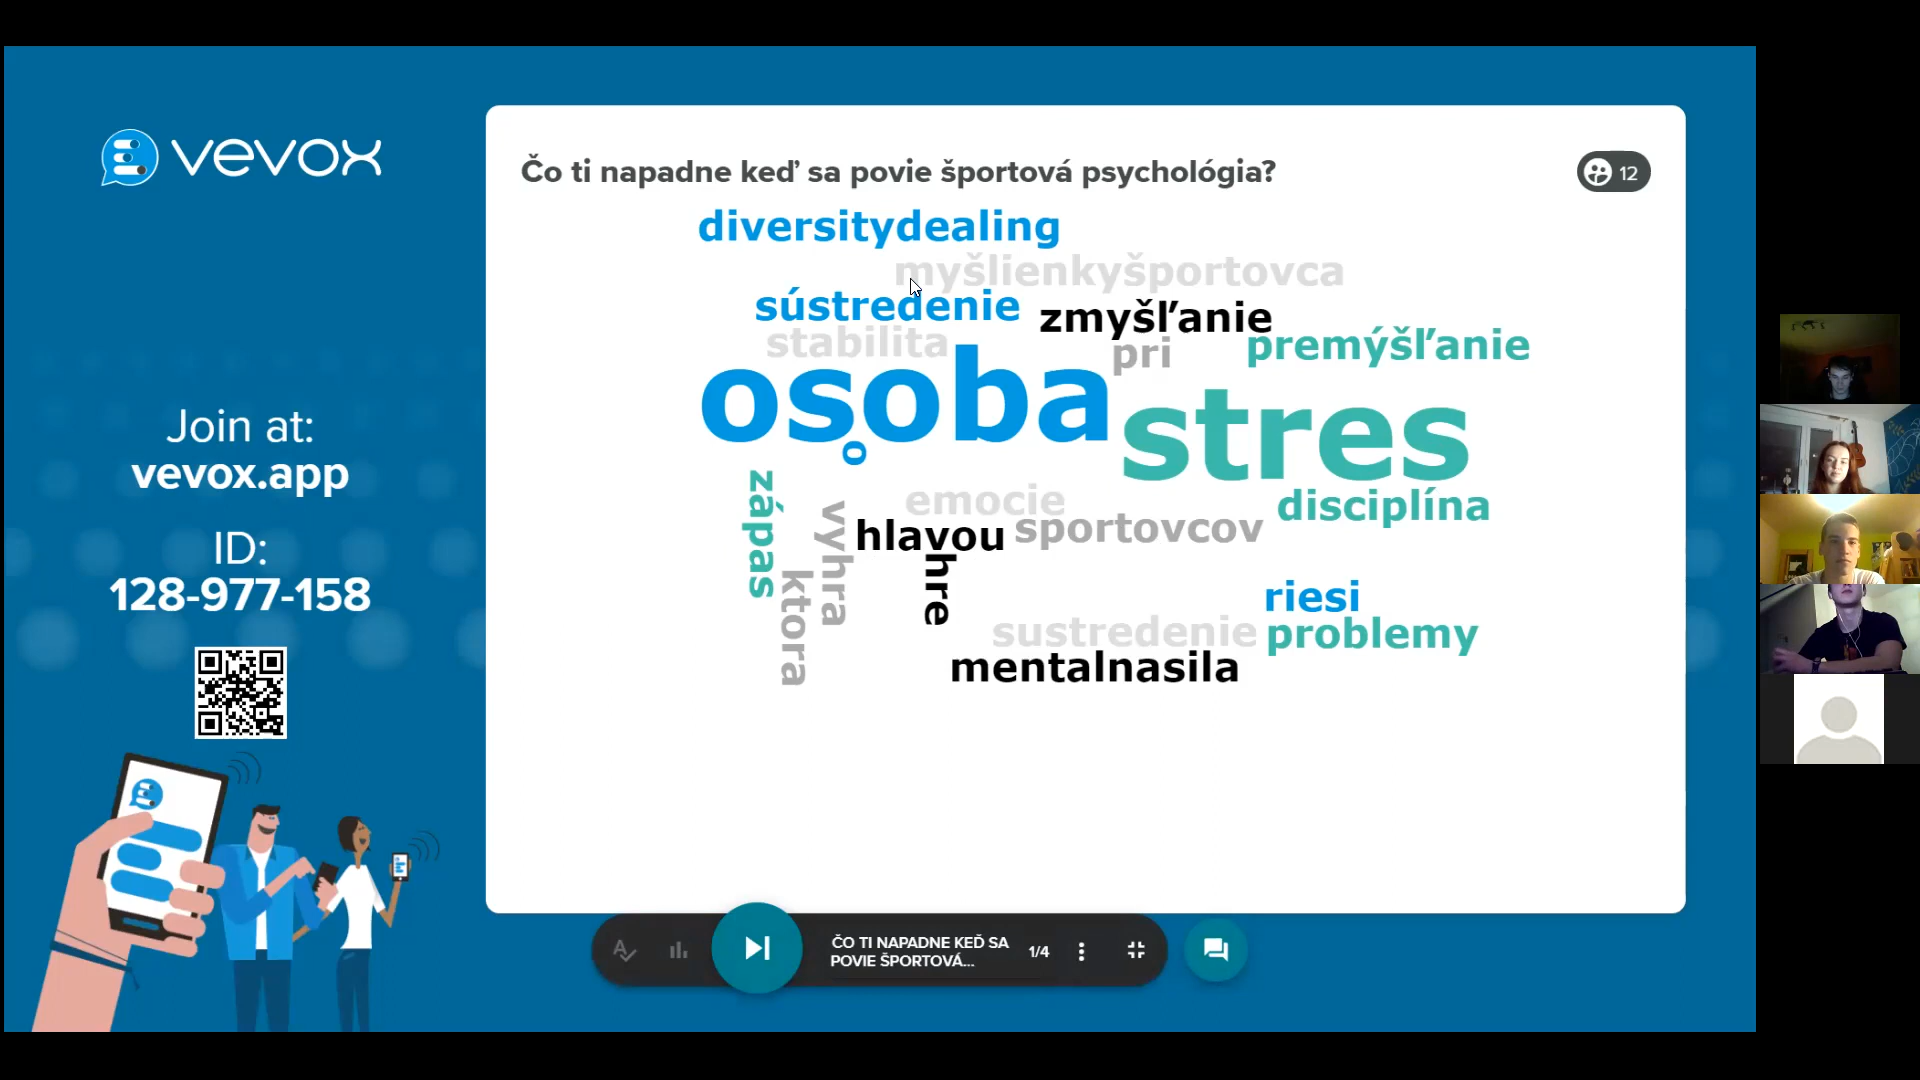 vevox
Join at:
vevox.app
ID:
128-977-158
Čo ti napadne keď sa povie športová psychológia?
12
diversitydealing
myšlienkyšportovca
sústredenie
zmyšľanie
stabilita
pri
premýšľanie
osoba
stres
o
zápas
vyhra
ktora
emocie
hlavou
sportovcov
disciplína
hre
riesi
sustredenie
problemy
mentalnasila
ČO TI NAPADNE KEĎ SA
POVIE ŠPORTOVÁ...
1/4